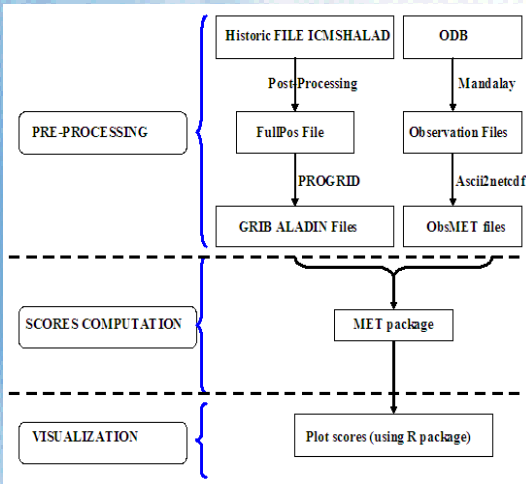 Historic FILE ICMSHALAD
ODB
Post-Processing
Mandalay
PRE-PROCESSING
FullPos File
Observation Files
PROGRID
Ascii2netcdf
GRIB ALADIN Files
ObsMET files
SCORES COMPUTATION
MET package
VISUALIZATION
Plot scores (using R package)